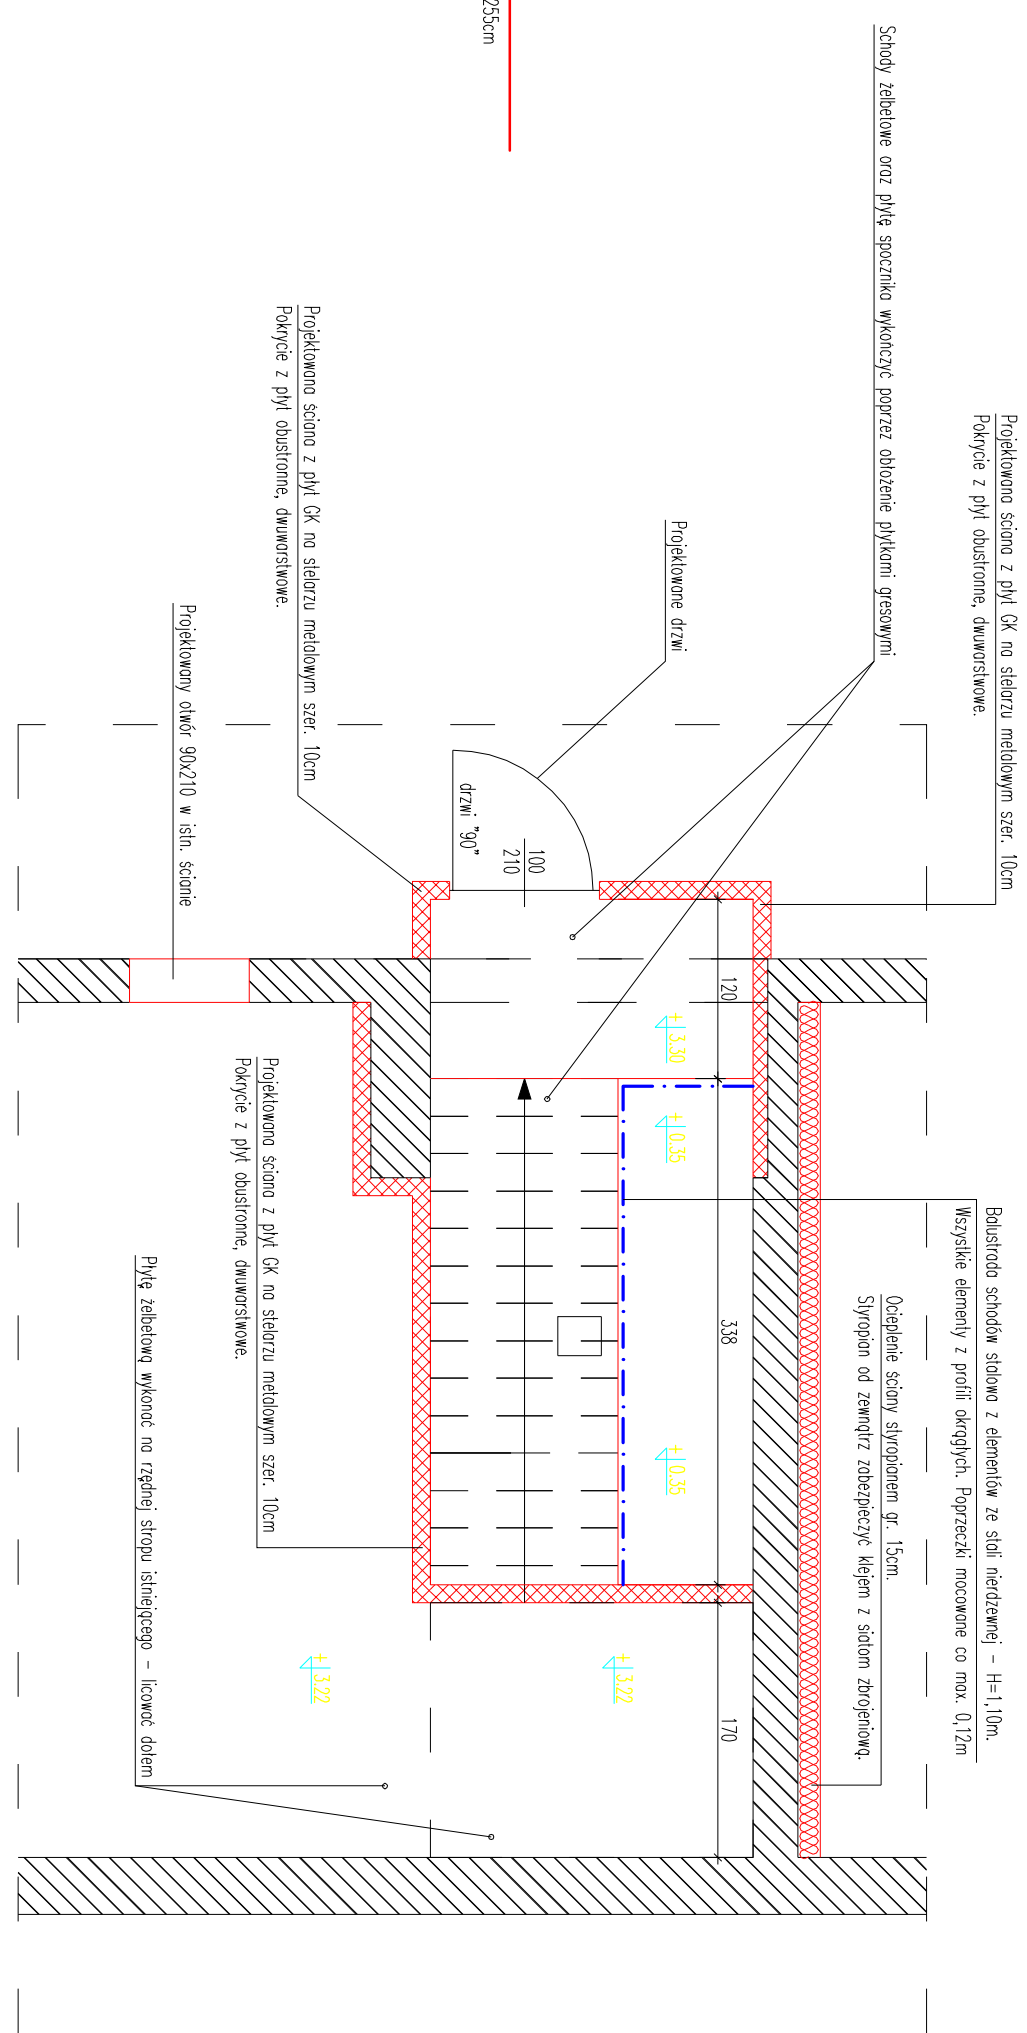 255cm
Projektowana ściana z płyt GK na stelarzu metalowym szer. 10cm
Pokrycie z płyt obustronne, dwuwarstwowe.
Schody żelbetowe oraz płytę spocznika wykończyć poprzez obłożenie płytkami gresowymi
Projektowane drzwi
Projektowana ściana z płyt GK na stelarzu metalowym szer. 10cm
Pokrycie z płyt obustronne, dwuwarstwowe.
Projektowany otwór 90x210 w istn. ścianie
100
210
drzwi "90"
120
338
170
+ 3.30
+ 0.35
+ 0.35
+ 3.22
+ 3.22
Balustrada schodów stalowa z elementów ze stali nierdzewnej - H=1,10m.
Wszystkie elementy z profili okrągłych. Poprzeczki mocowane co max. 0,12m
Ocieplenie ściany styropianem gr. 15cm.
Styropian od zewnątrz zabezpieczyć klejem z siatom zbrojeniową.
Projektowana ściana z płyt GK na stelarzu metalowym szer. 10cm
Pokrycie z płyt obustronne, dwuwarstwowe.
Płytę żelbetową wykonać na rzędnej stropu istniejącego - licować dołem